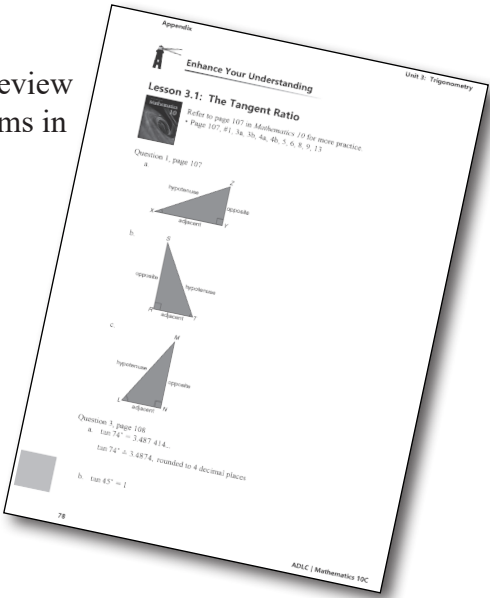 eview
ms in
Appendix
Unit 3: Trigonometry
Enhance Your Understanding
Lesson 3.1: The Tangent Ratio
mathematics
10
Refer to page 107 in Mathematics 10 for more practice.
• Page 107, #1, 3a, 3b, 4a, 4b, 5, 6, 8, 9, 13
Question 1, page 107
a.
hypotenuse
Z
opposite
X
adjacent
Y
b.
S
opposite
hypotenuse
R
adjacent
T
c.
M
hypotenuse
opposite
L
adjacent
N
Question 3, page 108
a. tan 74° = 3.487 414...
tan 74° ≐ 3.4874, rounded to 4 decimal places
b. tan 45° = 1
78
ADLC | Mathematics 10C